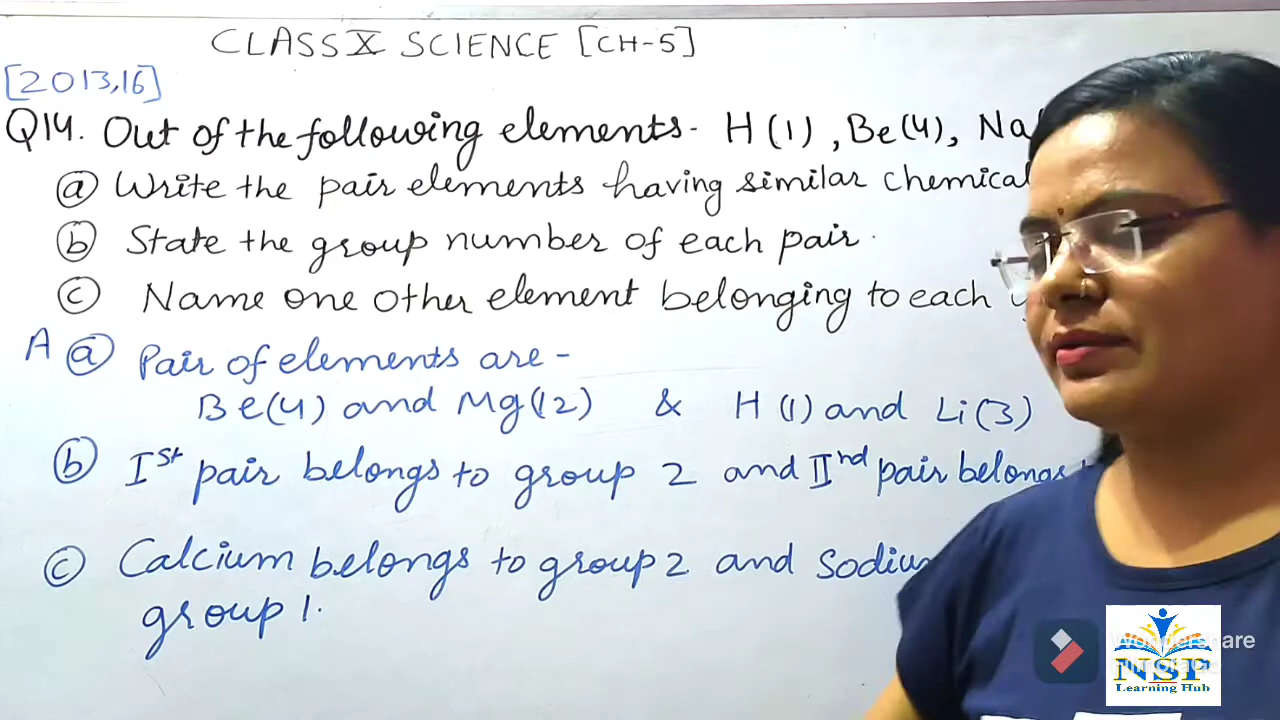 CLASS X SCIENCE [CH-5]
[2013,16]
Q14. Out of the following elements- H(1), Be(4), Na
(a) Write the pair elements having similar chemical
(b) State the group number of each pair.
(c) Name one other element belonging to each
A (a) Pair of elements are -
Be(4) and Mg(12) & H(1) and Li(3)
(b) Ist pair belongs to group 2 and IInd pair belongs
(c) Calcium belongs to group 2 and Sodium
group 1.
Wondershare
NSP
Learning Hub